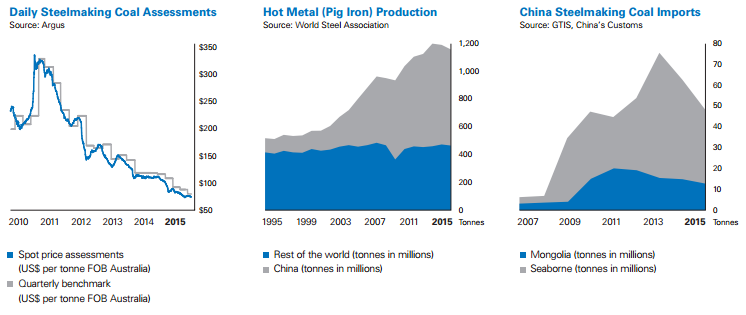 Daily Steelmaking Coal Assessments
Source: Argus
$350
$300
$250
$200
$150
$100
$50
2010 2011 2012 2013 2014 2015
Spot price assessments
(US$ per tonne FOB Australia)
Quarterly benchmark
(US$ per tonne FOB Australia)
Hot Metal (Pig Iron) Production
Source: World Steel Association
1,200
1,000
800
600
400
200
0
1995 1999 2003 2007 2011 2015 Tonnes
Rest of the world (tonnes in millions)
China (tonnes in millions)
China Steelmaking Coal Imports
Source: GTIS, China's Customs
80
70
60
50
40
30
20
10
0
2007 2009 2011 2013 2015 Tonnes
Mongolia (tonnes in millions)
Seaborne (tonnes in millions)